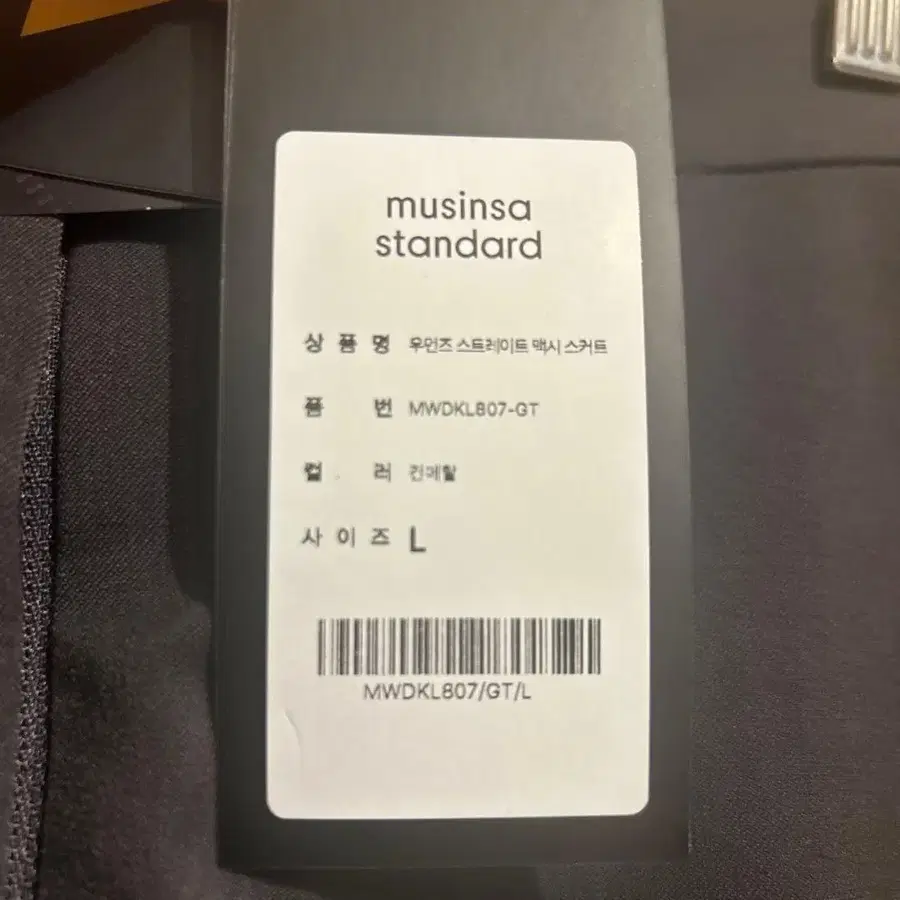 musinsa
standard
상품명 우먼즈 스트레이트 맥시 스커트
품번 MWDKL807-GT
컬러 건메탈
사이즈 L
MWDKL807/GT/L